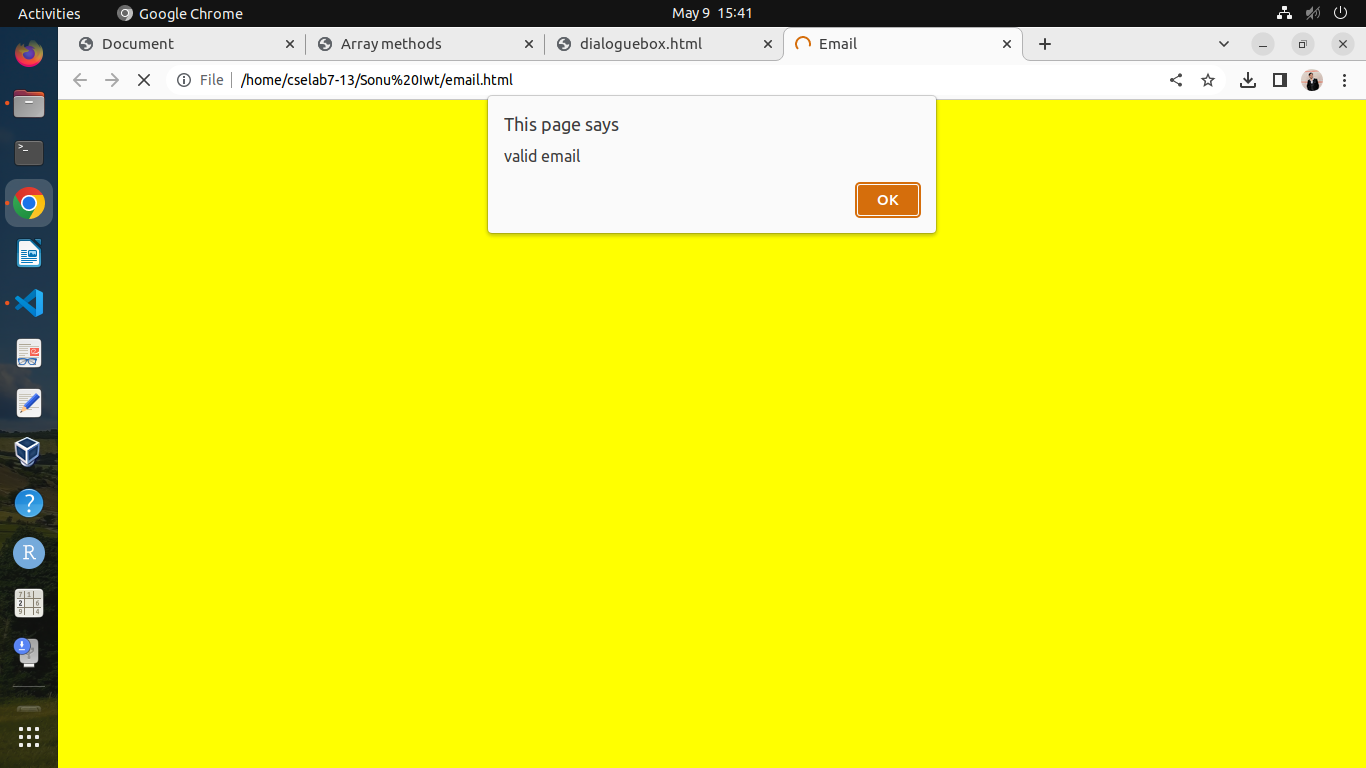 Activities
Google Chrome
May 9 15:41
Document
Array methods
dialoguebox.html
Email
File
/home/cselab7-13/Sonu%20Iwt/email.html
This page says
valid email
OK